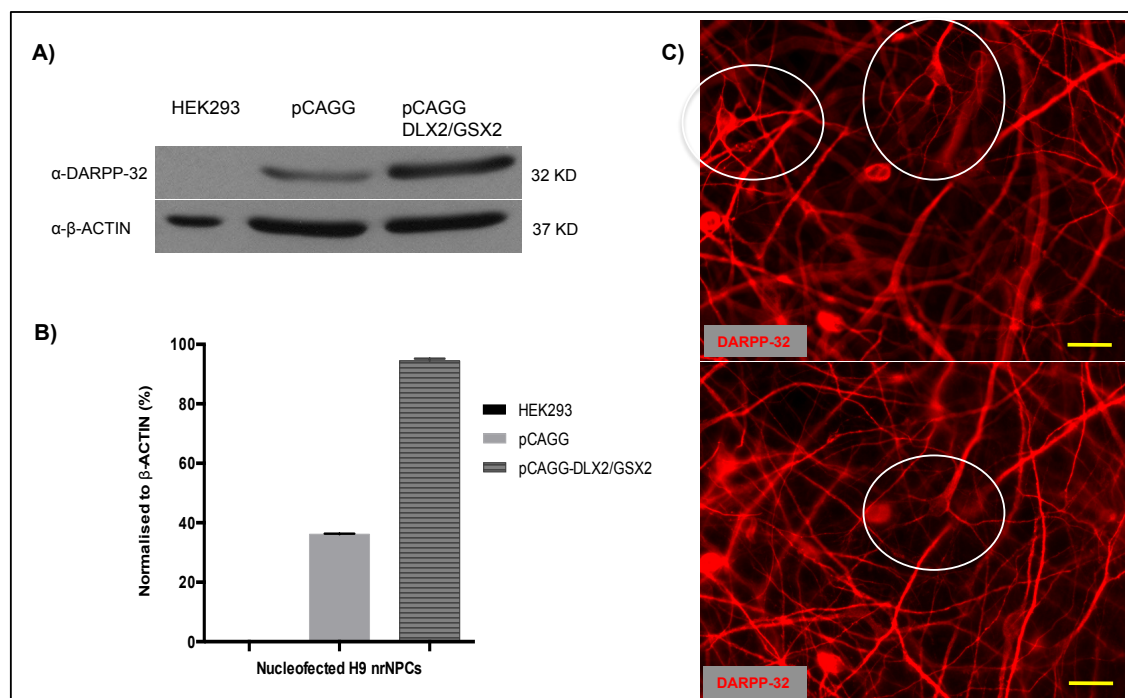 A)
HEK293
pCAGG
pCAGG
DLX2/GSX2
α-DARPP-32
32 KD
α-β-ACTIN
37 KD
B)
Normalised to β-ACTIN (%)
100
80
60
40
20
0
Nucleofected H9 nrNPCs
HEK293
pCAGG
pCAGG-DLX2/GSX2
C)
DARPP-32
DARPP-32